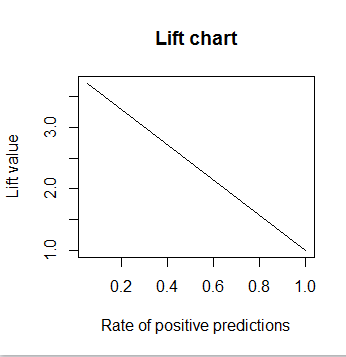 Lift chart
Lift value
3.0
2.0
1.0
0.2 0.4 0.6 0.8 1.0
Rate of positive predictions